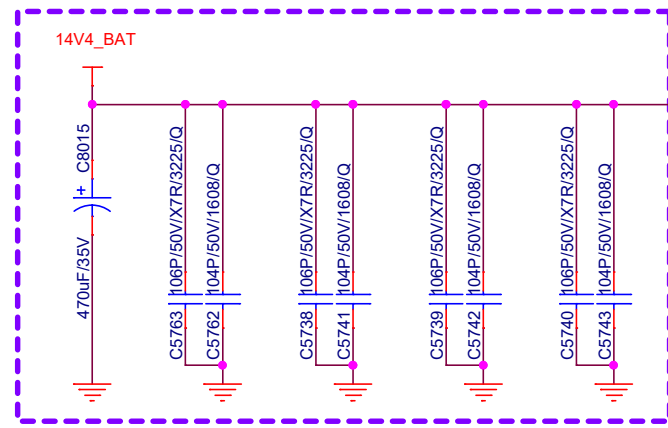 14V4_BAT
C8015
+
470uF/35V
106P/50V/X7R/3225/Q
C5763
104P/50V/1608/Q
C5762
106P/50V/X7R/3225/Q
C5738
104P/50V/1608/Q
C5741
106P/50V/X7R/3225/Q
C5739
104P/50V/1608/Q
C5742
106P/50V/X7R/3225/Q
C5740
104P/50V/1608/Q
C5743